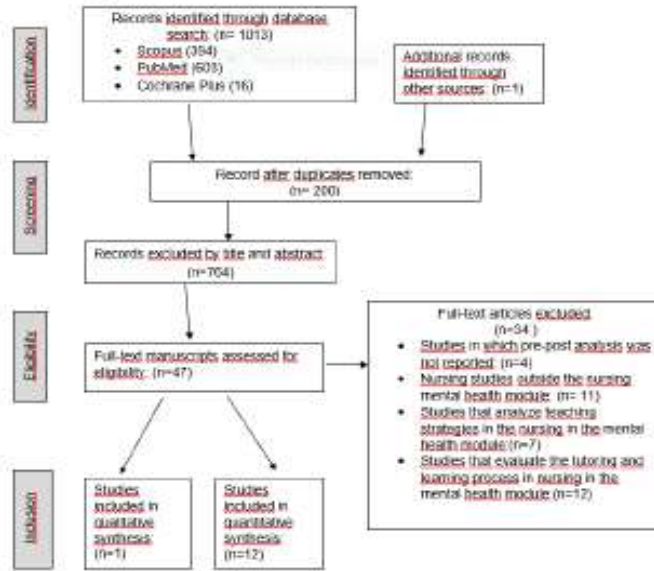 Identification
Records identified through database
search: (n= 1013)
• Scopus (394)
• PubMed (603)
• Cochrane Plus (16)
Additional records
identified through
other sources: (n=1)
Screening
Record after duplicates removed:
(n= 200)
Records excluded by title and abstract
(n=764)
Eligibility
Full-text manuscripts assessed for
eligibility: (n=47)
Full-text articles excluded
(n=34 )
• Studies in which pre-post analysis was
not reported: (n=4)
• Nursing studies outside the nursing
mental health module: (n= 11)
• Studies that analyze teaching
strategies in the nursing in the mental
health module:(n=7)
• Studies that evaluate the tutoring and
learning process in nursing in the
mental health module (n=12)
Inclusion
Studies
included in
qualitative
synthesis:
(n=1)
Studies
included in
quantitative
synthesis:
(n=12)